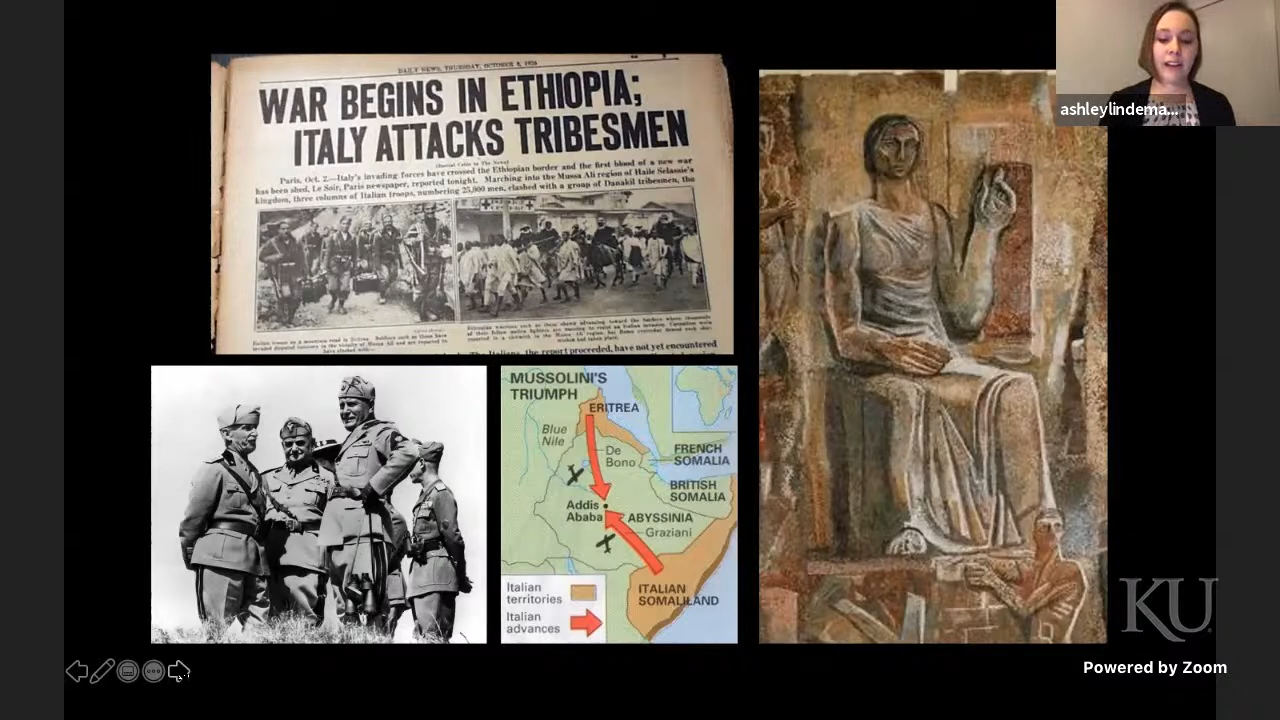 DAILY NEWS, THURSDAY, OCTOBER 3, 1935
WAR BEGINS IN ETHIOPIA;
ITALY ATTACKS TRIBESMEN
(Special Cable to The News)
Paris, Oct. 2.—Italy's invading forces have crossed the Ethiopian border and the first blood of a new war
has been shed, Le Soir, Paris newspaper, reported tonight. Marching into the Mussa Ali region of Haile Selassie's
kingdom, three columns of Italian troops, numbering 25,000 men, clashed with a group of Danakil tribesmen, the
The Italians, the report proceeded, have not yet encountered
MUSSOLINI'S
TRIUMPH
ERITREA
Blue
Nile
De
Bono
FRENCH
SOMALIA
BRITISH
SOMALIA
Addis
Ababa
ABYSSINIA
Graziani
ITALIAN
SOMALILAND
Italian
territories
Italian
advances
ashleylindema...
KU
Powered by Zoom